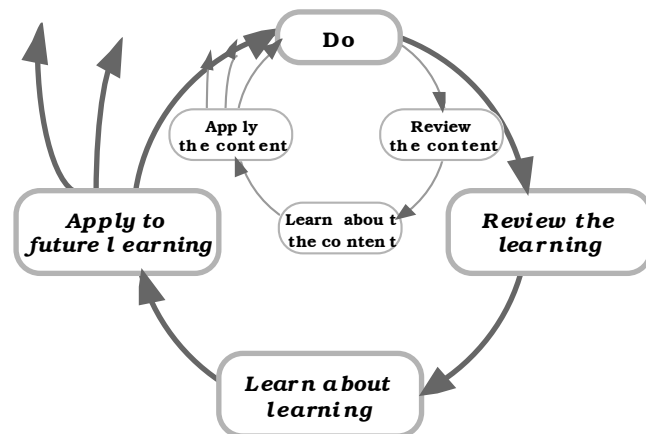 Do
Apply
the content
Review
the content
Learn about
the content
Apply to
future learning
Review the
learning
Learn about
learning